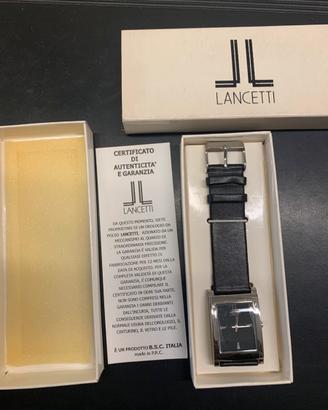 LANCETTI
CERTIFICATO DI
AUTENTICITA'
E GARANZIA
LANCETTI
DA QUESTO MOMENTO, SIETE
PROPRIETARI DI UN OROLOGIO DA
POLSO LANCETTI, AZIONATO DA UN
MECCANISMO AL QUARZO DI
STRAORDINARIA PRECISIONE.
LA GARANZIA È VALIDA PER
QUALSIASI DIFETTO DI
FABBRICAZIONE PER 12 MESI DALLA
DATA DI ACQUISTO. PER LA
COMPLETA VALIDITÀ DI QUESTA
GARANZIA, È COMUNQUE
NECESSARIO COMPILARE IL
CERTIFICATO IN OGNI SUA PARTE.
NON SONO COMPRESI NELLA
GARANZIA I DANNI DERIVANTI
DALL'INCURIA, TUTTE LE
CONSEGUENZE DERIVATE DALLA
NORMALE USURA DELL'OROLOGIO, IL
CINTURINO, IL VETRO E LE PILE.
È UN PRODOTTO B.S.C. ITALIA
made in P.R.C.